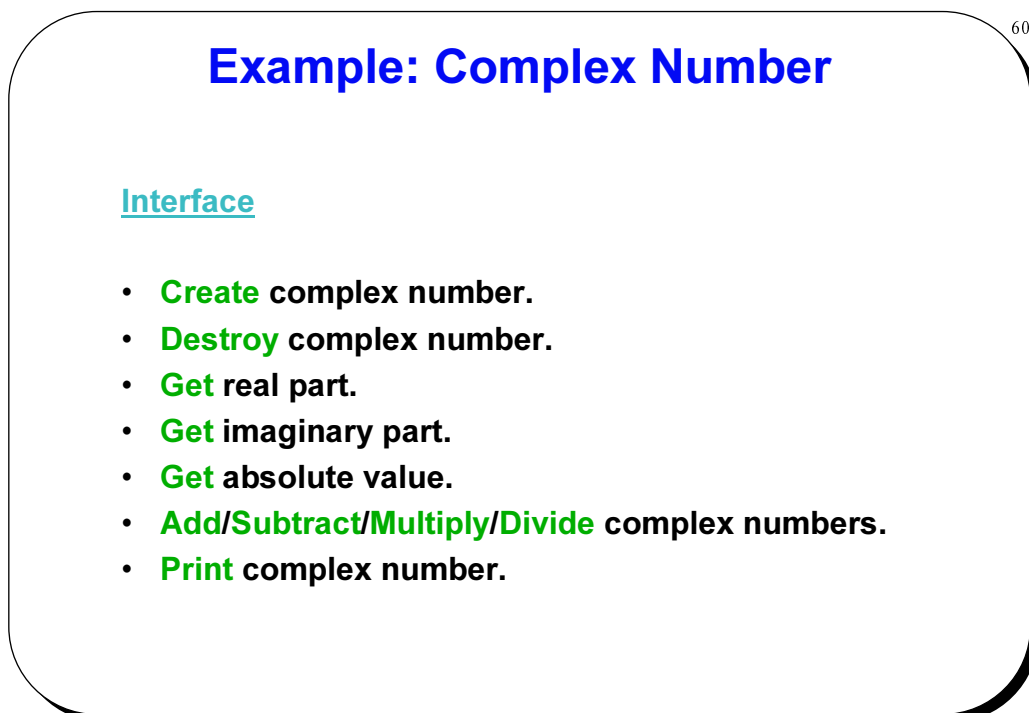 60
Example: Complex Number
Interface
• Create complex number.
• Destroy complex number.
• Get real part.
• Get imaginary part.
• Get absolute value.
• Add/Subtract/Multiply/Divide complex numbers.
• Print complex number.